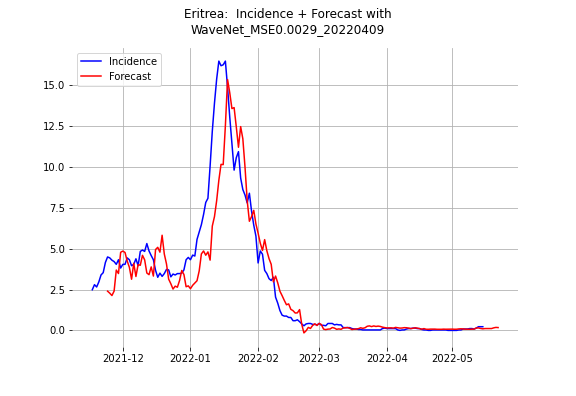 Eritrea:  Incidence + Forecast with
WaveNet_MSE0.0029_20220409
Incidence
Forecast
15.0
12.5
10.0
7.5
5.0
2.5
0.0
2021-12 2022-01 2022-02 2022-03 2022-04 2022-05